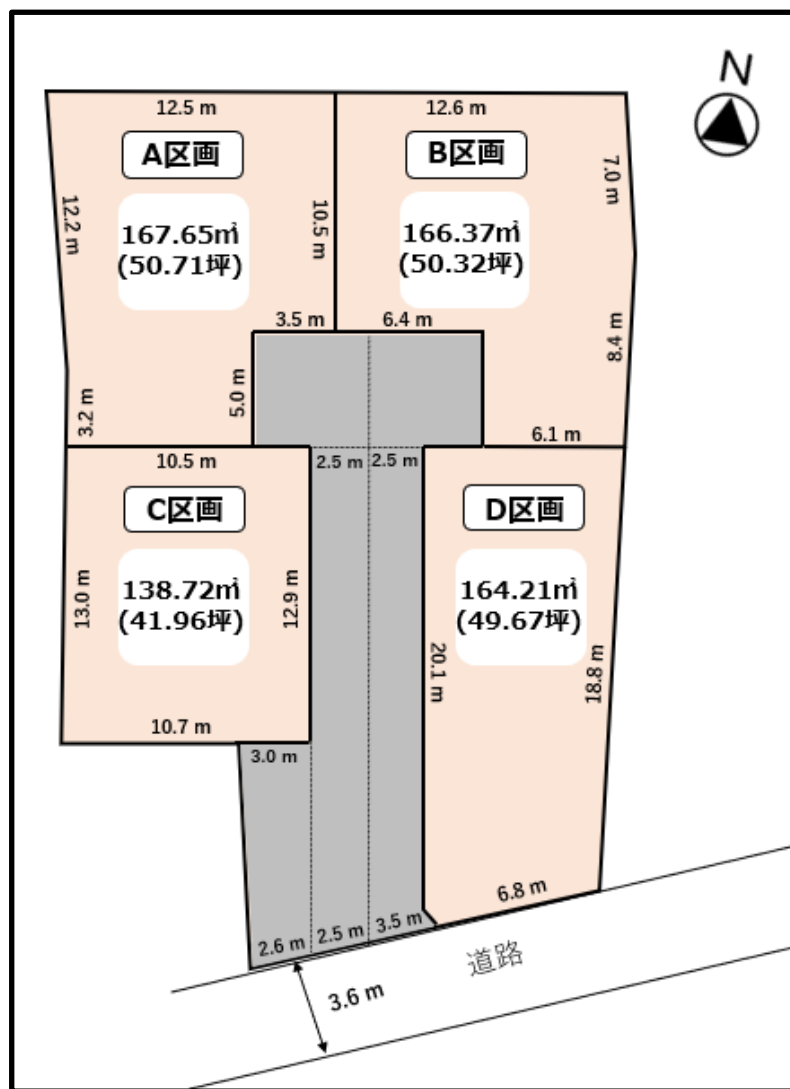 N
12.5 m
12.6 m
A区画
B区画
7.0 m
12.2 m
167.65㎡
(50.71坪)
10.5 m
166.37㎡
(50.32坪)
3.5 m
6.4 m
8.4 m
5.0 m
3.2 m
6.1 m
10.5 m
2.5 m
2.5 m
C区画
D区画
13.0 m
138.72㎡
(41.96坪)
12.9 m
164.21㎡
(49.67坪)
20.1 m
18.8 m
10.7 m
3.0 m
6.8 m
2.6 m
2.5 m
3.5 m
道路
3.6 m